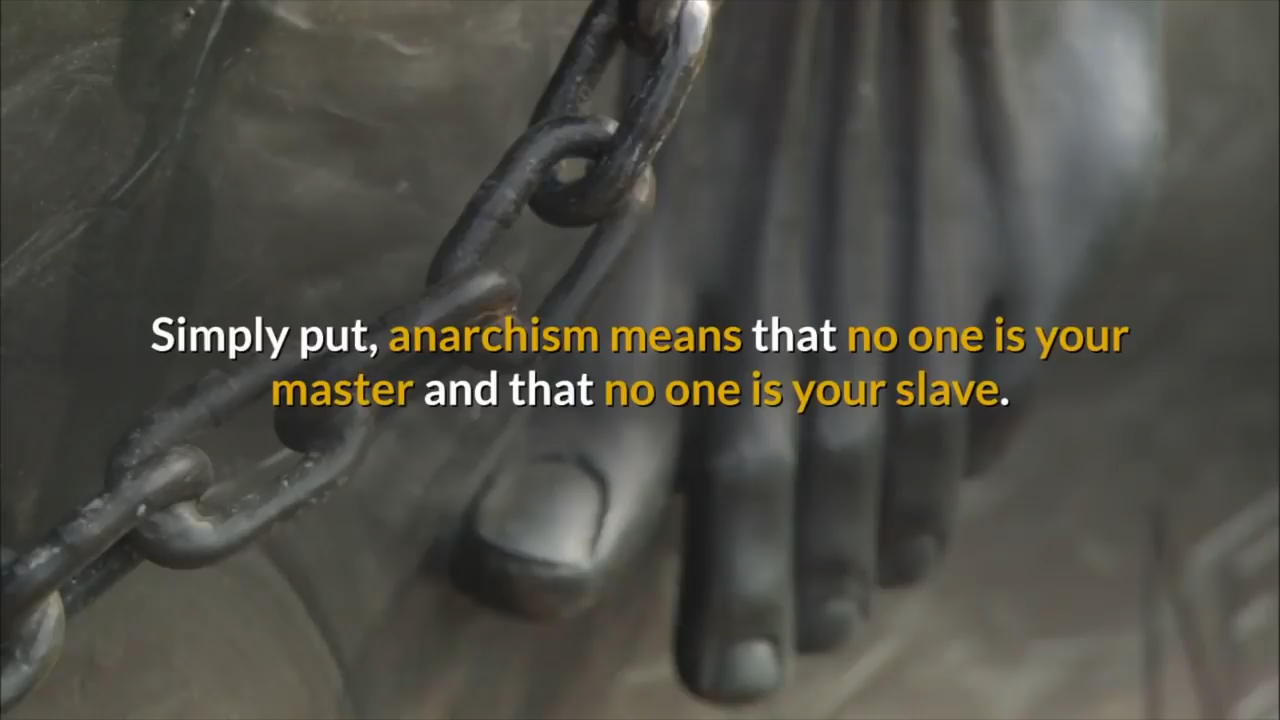 Simply put, anarchism means that no one is your
master and that no one is your slave.